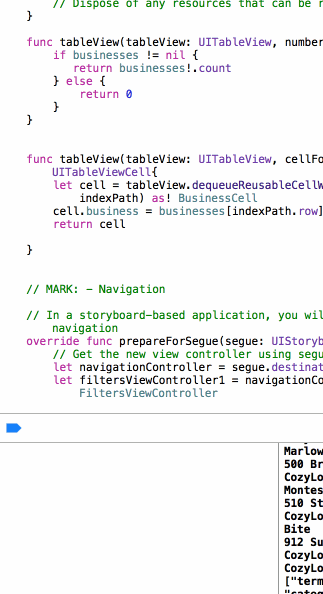 // Dispose of any resources that can be r
}
func tableView(tableView: UITableView, number
if businesses != nil {
return businesses!.count
} else {
return 0
}
}
func tableView(tableView: UITableView, cellFo
UITableViewCell{
let cell = tableView.dequeueReusableCellW
indexPath) as! BusinessCell
cell.business = businesses[indexPath.row]
return cell
}
// MARK: - Navigation
// In a storyboard-based application, you wil
navigation
override func prepareForSegue(segue: UIStoryb
// Get the new view controller using segu
let navigationController = segue.destinat
let filtersViewController1 = navigationCo
FiltersViewController
Marlow
500 Br
CozyLo
Montes
510 St
CozyLo
Bite
912 Su
CozyLo
CozyLo
["term
"categ